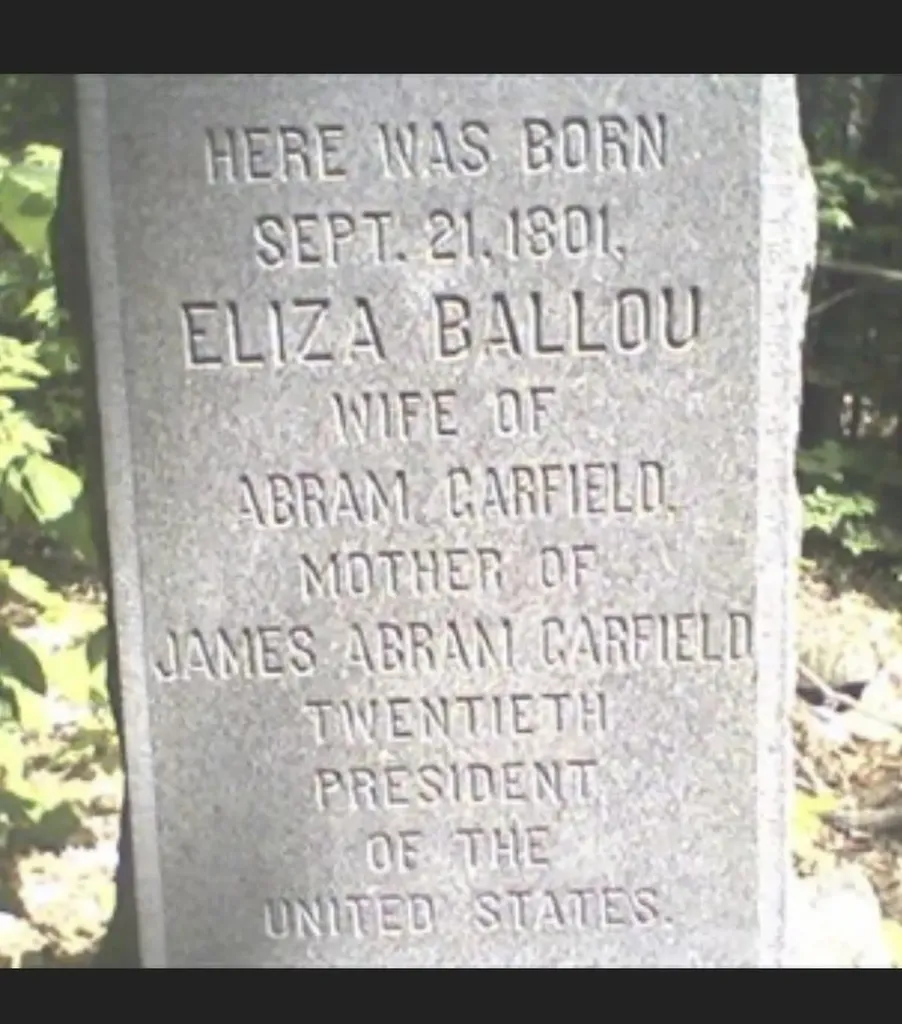 HERE WAS BORN
SEPT. 21, 1801,
ELIZA BALLOU
WIFE OF
ABRAM GARFIELD,
MOTHER OF
JAMES ABRAM GARFIELD
TWENTIETH
PRESIDENT
OF THE
UNITED STATES.